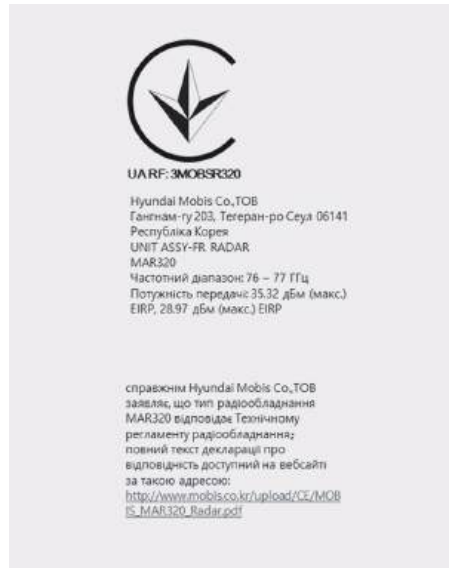 UA RF: 3MOBSR320
Hyundai Mobis Co.,ТОВ
Гангнам-гу 203, Тегеран-ро Сеул 06141
Республіка Корея
UNIT ASSY-FR RADAR
MAR320
Частотний діапазон: 76 – 77 ГГц
Потужність передачі: 35.32 дБм (макс.)
EIRP, 28.97 дБм (макс.) EIRP
справжнім Hyundai Mobis Co.,ТОВ
заявляє, що тип радіообладнання
MAR320 відповідає Технічному
регламенту радіообладнання;
повний текст декларації про
відповідність доступний на вебсайті
за такою адресою:
http://www.mobis.co.kr/upload/CE/MOB
IS_MAR320_Radar.pdf